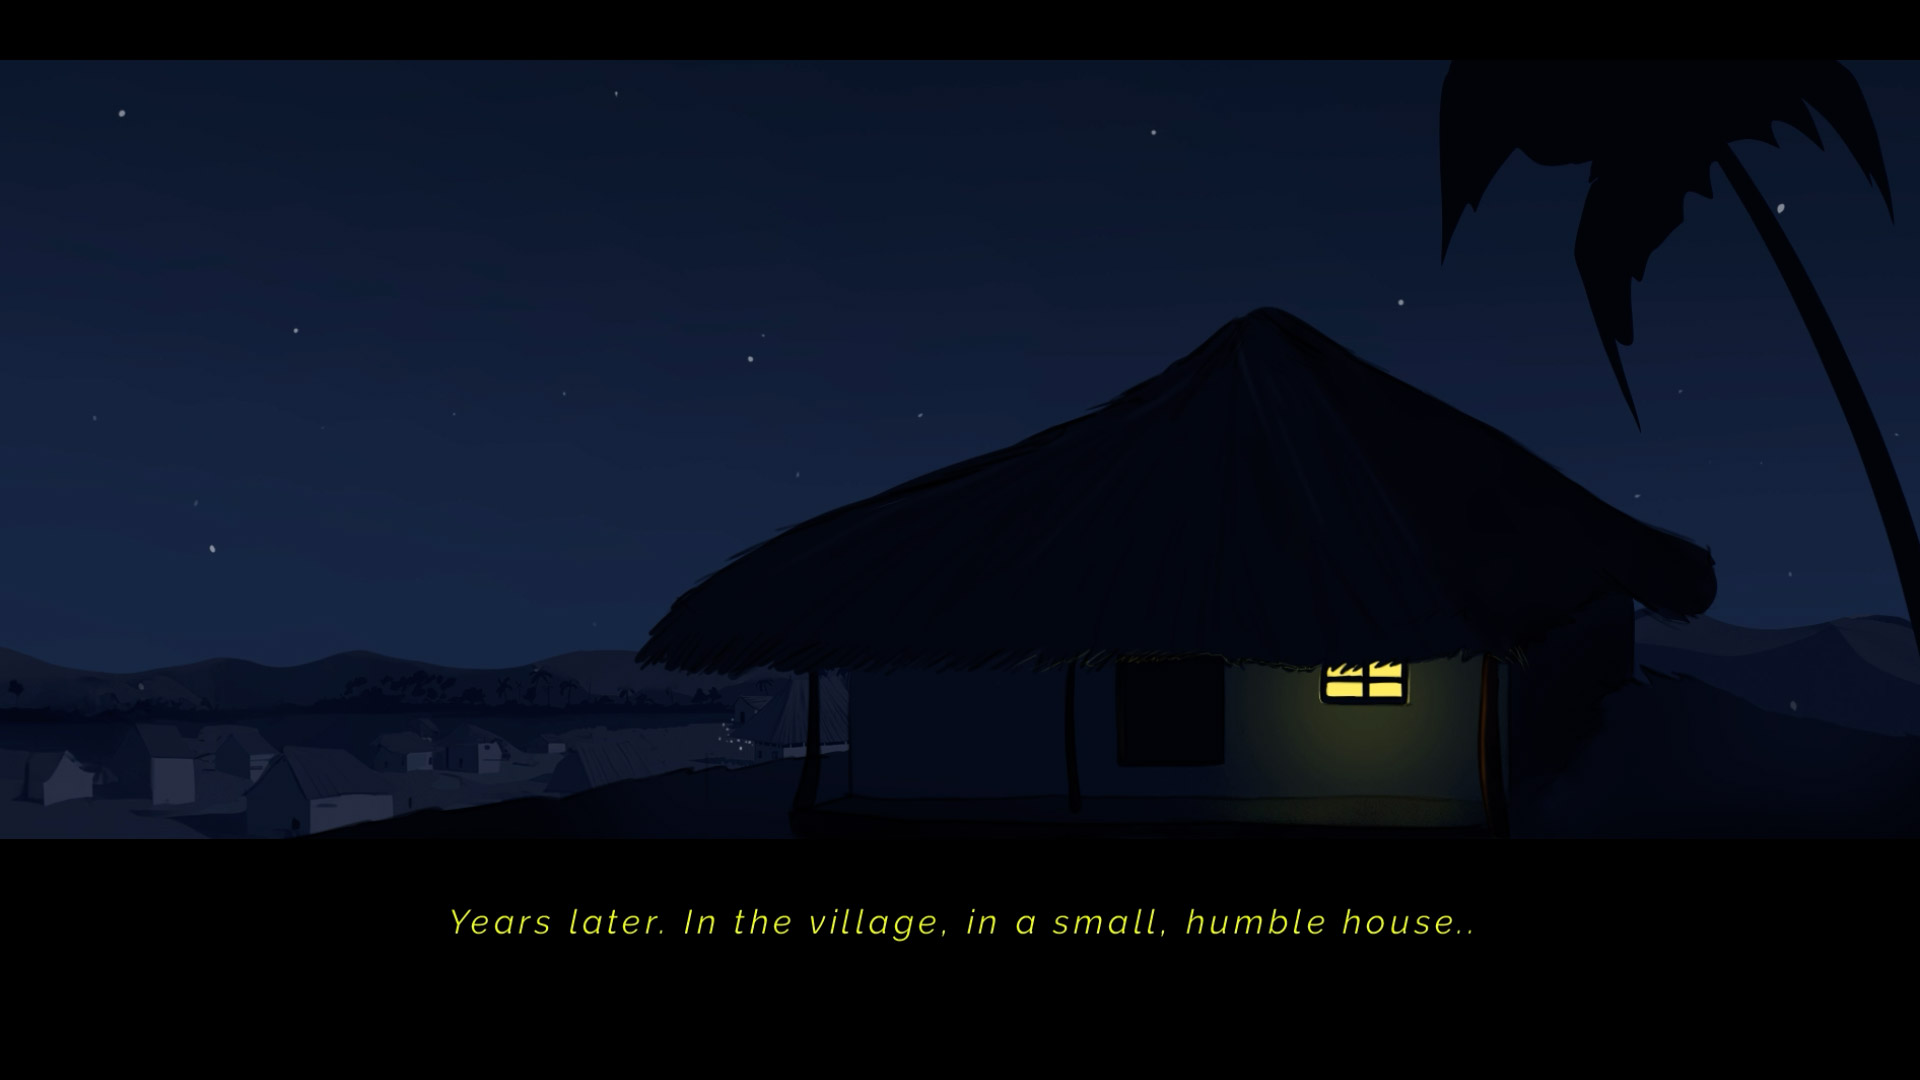 Years later. In the village, in a small, humble house..